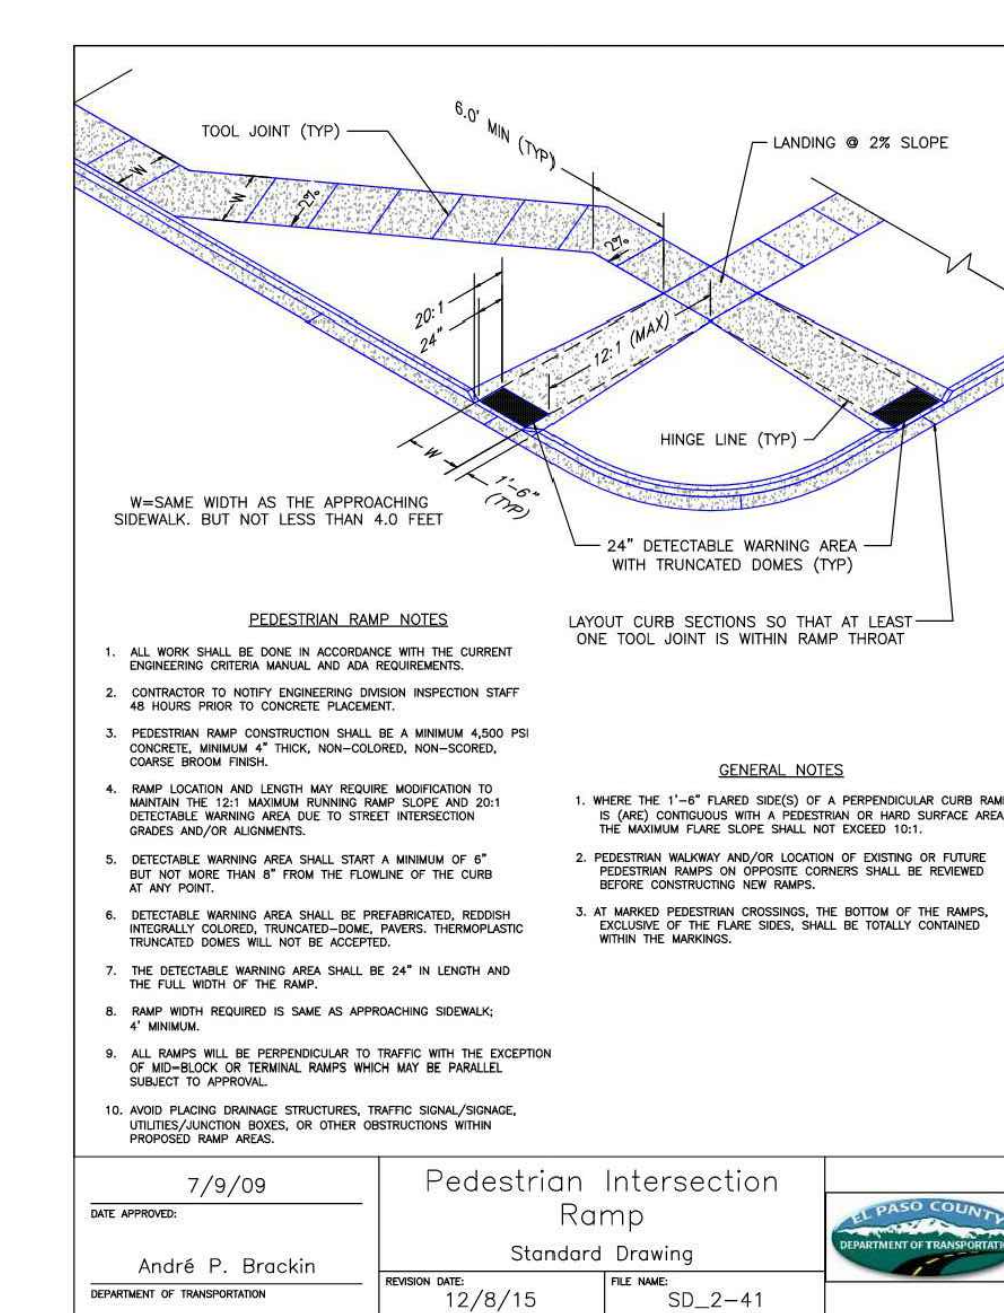 6.0' MIN (TYP)
TOOL JOINT (TYP)
LANDING @ 2% SLOPE
W
W
2%
2%
20:1
24"
12:1 (MAX)
HINGE LINE (TYP)
W
1'-6"
(TYP)
W=SAME WIDTH AS THE APPROACHING
SIDEWALK. BUT NOT LESS THAN 4.0 FEET
24" DETECTABLE WARNING AREA
WITH TRUNCATED DOMES (TYP)
LAYOUT CURB SECTIONS SO THAT AT LEAST
ONE TOOL JOINT IS WITHIN RAMP THROAT
PEDESTRIAN RAMP NOTES
1. ALL WORK SHALL BE DONE IN ACCORDANCE WITH THE CURRENT
ENGINEERING CRITERIA MANUAL AND ADA REQUIREMENTS.
2. CONTRACTOR TO NOTIFY ENGINEERING DIVISION INSPECTION STAFF
48 HOURS PRIOR TO CONCRETE PLACEMENT.
3. PEDESTRIAN RAMP CONSTRUCTION SHALL BE A MINIMUM 4,500 PSI
CONCRETE, MINIMUM 4" THICK, NON-COLORED, NON-SCORED,
COARSE BROOM FINISH.
4. RAMP LOCATION AND LENGTH MAY REQUIRE MODIFICATION TO
MAINTAIN THE 12:1 MAXIMUM RUNNING RAMP SLOPE AND 20:1
DETECTABLE WARNING AREA DUE TO STREET INTERSECTION
GRADES AND/OR ALIGNMENTS.
5. DETECTABLE WARNING AREA SHALL START A MINIMUM OF 6"
BUT NOT MORE THAN 8" FROM THE FLOWLINE OF THE CURB
AT ANY POINT.
6. DETECTABLE WARNING AREA SHALL BE PREFABRICATED, REDDISH
INTEGRALLY COLORED, TRUNCATED-DOME, PAVERS. THERMOPLASTIC
TRUNCATED DOMES WILL NOT BE ACCEPTED.
7. THE DETECTABLE WARNING AREA SHALL BE 24" IN LENGTH AND
THE FULL WIDTH OF THE RAMP.
8. RAMP WIDTH REQUIRED IS SAME AS APPROACHING SIDEWALK;
4' MINIMUM.
9. ALL RAMPS WILL BE PERPENDICULAR TO TRAFFIC WITH THE EXCEPTION
OF MID-BLOCK OR TERMINAL RAMPS WHICH MAY BE PARALLEL
SUBJECT TO APPROVAL.
10. AVOID PLACING DRAINAGE STRUCTURES, TRAFFIC SIGNAL/SIGNAGE,
UTILITIES/JUNCTION BOXES, OR OTHER OBSTRUCTIONS WITHIN
PROPOSED RAMP AREAS.
GENERAL NOTES
1. WHERE THE 1'-6" FLARED SIDE(S) OF A PERPENDICULAR CURB RAM
IS (ARE) CONTIGUOUS WITH A PEDESTRIAN OR HARD SURFACE AREA
THE MAXIMUM FLARE SLOPE SHALL NOT EXCEED 10:1.
2. PEDESTRIAN WALKWAY AND/OR LOCATION OF EXISTING OR FUTURE
PEDESTRIAN RAMPS ON OPPOSITE CORNERS SHALL BE REVIEWED
BEFORE CONSTRUCTING NEW RAMPS.
3. AT MARKED PEDESTRIAN CROSSINGS, THE BOTTOM OF THE RAMPS,
EXCLUSIVE OF THE FLARE SIDES, SHALL BE TOTALLY CONTAINED
WITHIN THE MARKINGS.
7/9/09
DATE APPROVED:
André P. Brackin
DEPARTMENT OF TRANSPORTATION
Pedestrian Intersection
Ramp
Standard Drawing
REVISION DATE:
12/8/15
FILE NAME:
SD_2-41
EL PASO COUNTY
DEPARTMENT OF TRANSPORTATI